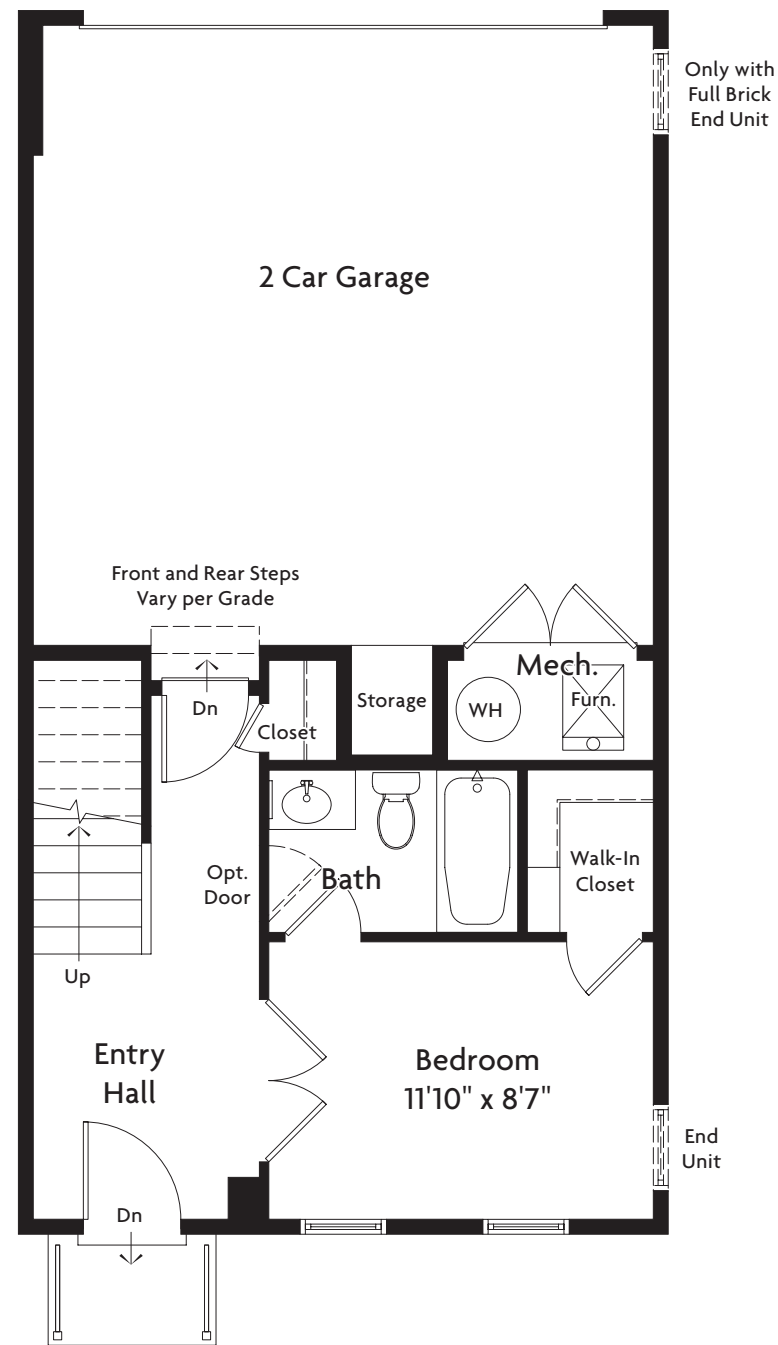 Only with
Full Brick
End Unit
2 Car Garage
Front and Rear Steps
Vary per Grade
Mech.
Furn.
WH
Storage
Dn
Closet
Walk-In
Closet
Opt.
Door
Bath
Up
Entry
Hall
Bedroom
11'10" x 8'7"
End
Unit
Dn